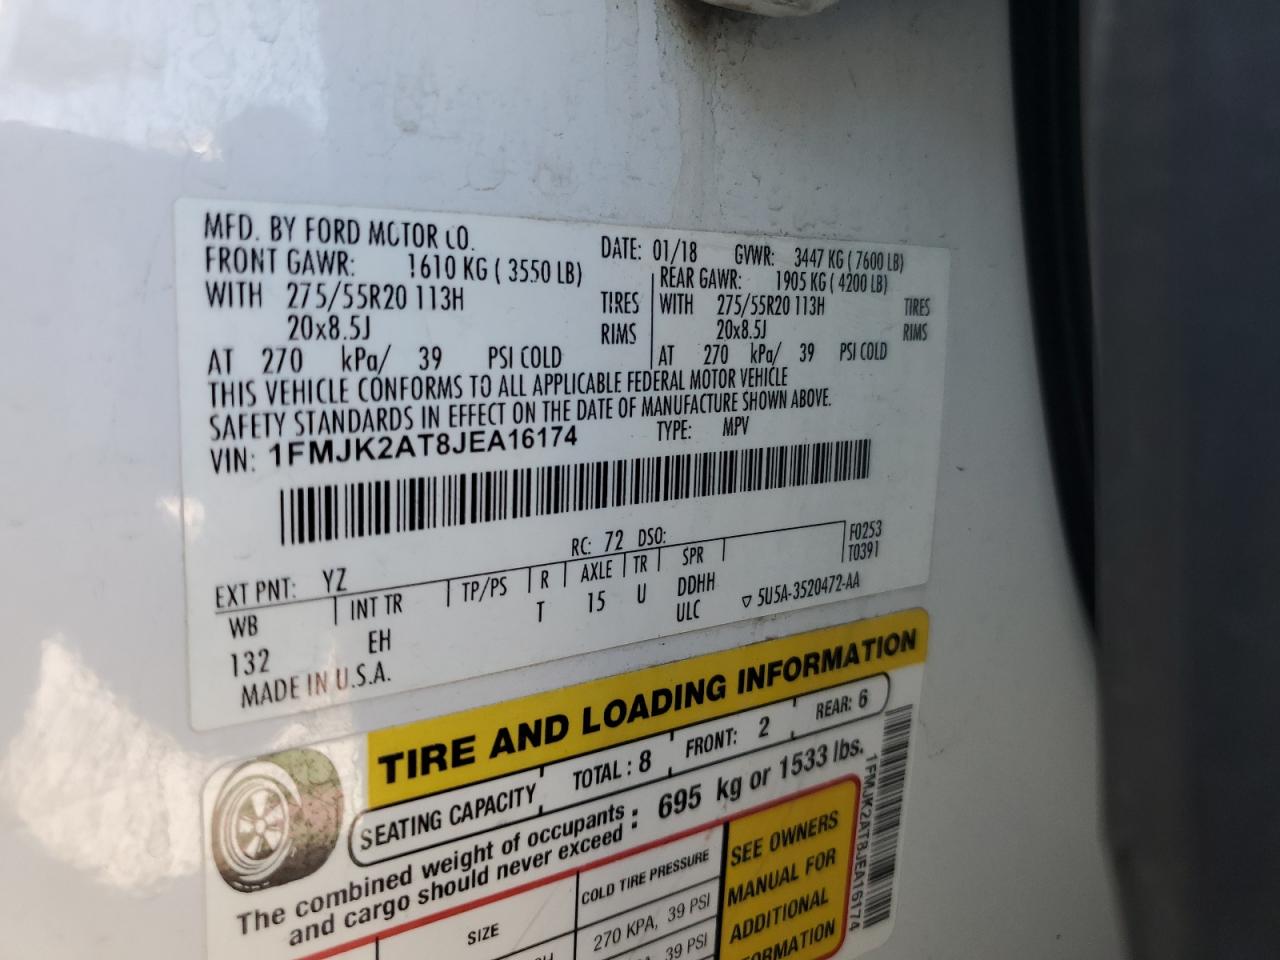 MFD. BY FORD MOTOR CO.
DATE: 01/18 GVWR: 3447 KG ( 7600 LB)
FRONT GAWR: 1610 KG ( 3550 LB)
REAR GAWR: 1905 KG ( 4200 LB)
WITH 275/55R20 113H TIRES
WITH 275/55R20 113H TIRES
20x8.5J RIMS
20x8.5J RIMS
AT 270 kPa/ 39 PSI COLD
AT 270 kPa/ 39 PSI COLD
THIS VEHICLE CONFORMS TO ALL APPLICABLE FEDERAL MOTOR VEHICLE
SAFETY STANDARDS IN EFFECT ON THE DATE OF MANUFACTURE SHOWN ABOVE.
VIN: 1FMJK2AT8JEA16174 TYPE: MPV
RC: 72 DSO: F0253
T0391
EXT PNT: YZ
WB INT TR TP/PS R AXLE TR SPR
132 EH T 15 U DDHH
ULC ▽ 5U5A-3520472-AA
MADE IN U.S.A.
TIRE AND LOADING INFORMATION
SEATING CAPACITY TOTAL: 8 FRONT: 2 REAR: 6
The combined weight of occupants and cargo should never exceed : 695 kg or 1533 lbs.
SIZE COLD TIRE PRESSURE
270 KPA, 39 PSI
39 PSI
SEE OWNERS
MANUAL FOR
ADDITIONAL
1FMJK2AT8JEA16174